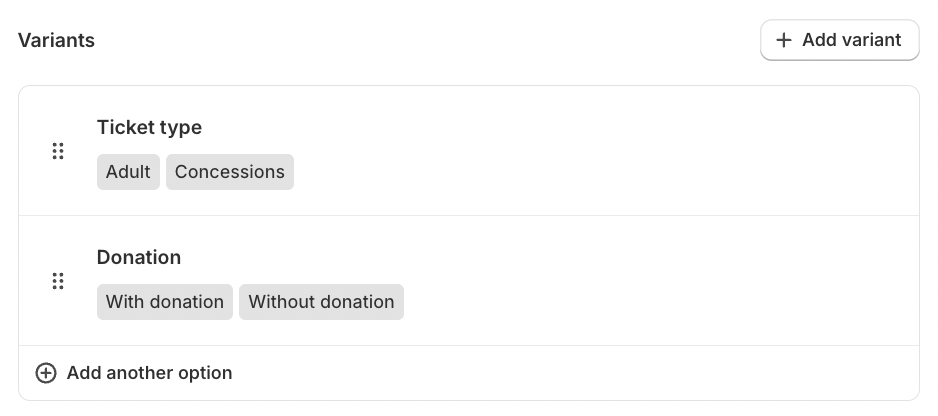 Variants
Add variant
Ticket type
Adult Concessions
Donation
With donation Without donation
Add another option